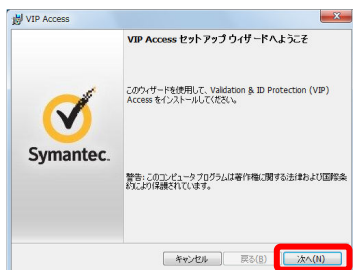 VIP Access
VIP Access セットアップ ウィザードへようこそ
このウィザードを使用して、Validation & ID Protection (VIP)
Access をインストールしてください。
Symantec.
警告: このコンピュータ プログラムは著作権に関する法律および国際条
約により保護されています。
キャンセル 戻る(B) 次へ(N)